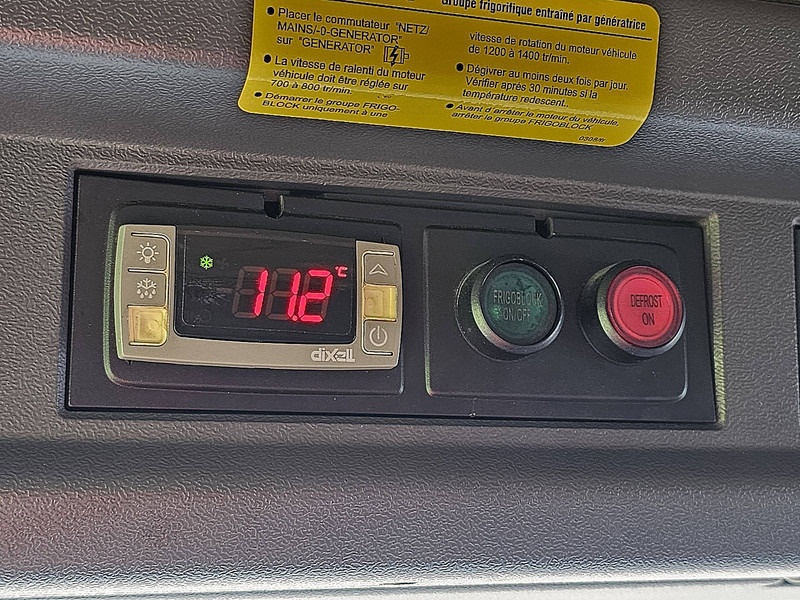 Groupe frigorifique entraîné par génératrice
• Placer le commutateur "NETZ/
MAINS/-0-GENERATOR"
sur "GENERATOR"
• La vitesse de ralenti du moteur
véhicule doit être réglée sur
700 à 800 tr/min.
• Démarrer le groupe FRIGO-
BLOCK uniquement à une
vitesse de rotation du moteur véhicule
de 1200 à 1400 tr/min.
• Dégivrer au moins deux fois par jour.
Vérifier après 30 minutes si la
température redescent..
• Avant d'arrêter le moteur du véhicule,
arrêter le groupe FRIGOBLOCK
11.2 °C
dixell
FRIGOBLOCK
ON/OFF
DEFROST
ON